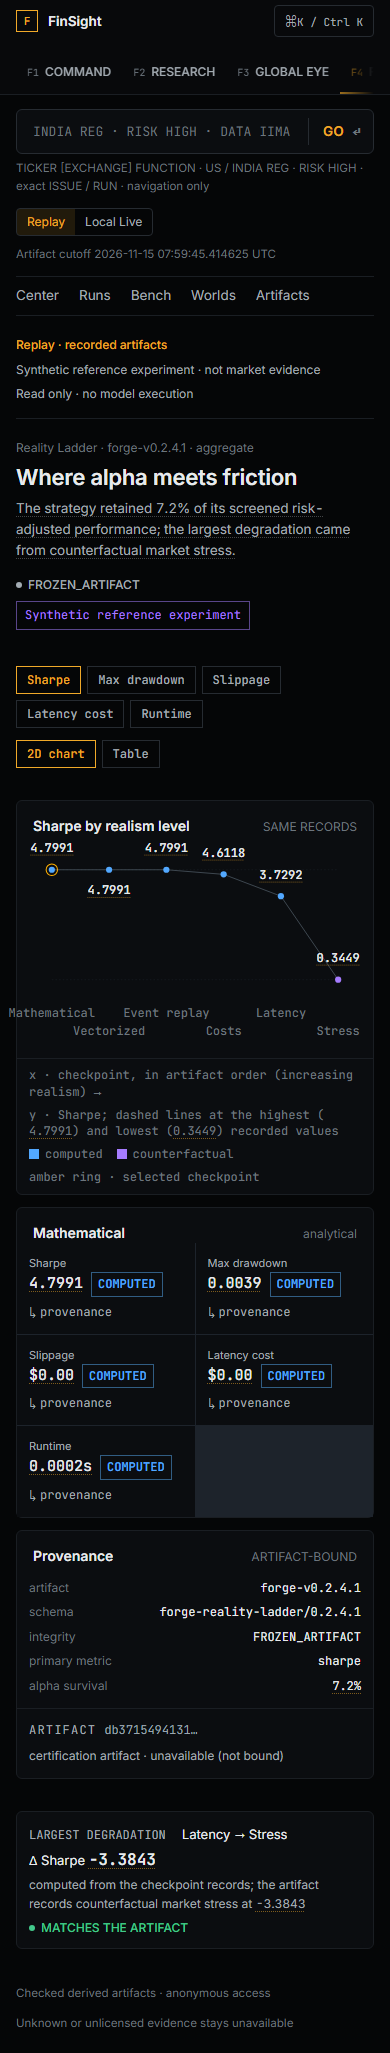 F FinSight ⌘K / Ctrl K
F1 COMMAND F2 RESEARCH F3 GLOBAL EYE F4
INDIA REG · RISK HIGH · DATA IIMA GO ⏎
TICKER [EXCHANGE] FUNCTION · US / INDIA REG · RISK HIGH ·
exact ISSUE / RUN · navigation only
Replay Local Live
Artifact cutoff 2026-11-15 07:59:45.414625 UTC
Center Runs Bench Worlds Artifacts
Replay · recorded artifacts
Synthetic reference experiment · not market evidence
Read only · no model execution
Reality Ladder · forge-v0.2.4.1 · aggregate
Where alpha meets friction
The strategy retained 7.2% of its screened risk-
adjusted performance; the largest degradation came
from counterfactual market stress.
FROZEN_ARTIFACT
Synthetic reference experiment
Sharpe Max drawdown Slippage
Latency cost Runtime
2D chart Table
Sharpe by realism level SAME RECORDS
4.7991 4.7991 4.6118
3.7292
4.7991
0.3449
Mathematical Event replay Latency
Vectorized Costs Stress
x · checkpoint, in artifact order (increasing
realism) →
y · Sharpe; dashed lines at the highest (
4.7991) and lowest (0.3449) recorded values
computed counterfactual
amber ring · selected checkpoint
Mathematical analytical
Sharpe Max drawdown
4.7991 COMPUTED 0.0039 COMPUTED
↳ provenance ↳ provenance
Slippage Latency cost
$0.00 COMPUTED $0.00 COMPUTED
↳ provenance ↳ provenance
Runtime
0.0002s COMPUTED
↳ provenance
Provenance ARTIFACT-BOUND
artifact forge-v0.2.4.1
schema forge-reality-ladder/0.2.4.1
integrity FROZEN_ARTIFACT
primary metric sharpe
alpha survival 7.2%
ARTIFACT db3715494131…
certification artifact · unavailable (not bound)
LARGEST DEGRADATION Latency → Stress
Δ Sharpe -3.3843
computed from the checkpoint records; the artifact
records counterfactual market stress at -3.3843
MATCHES THE ARTIFACT
Checked derived artifacts · anonymous access
Unknown or unlicensed evidence stays unavailable